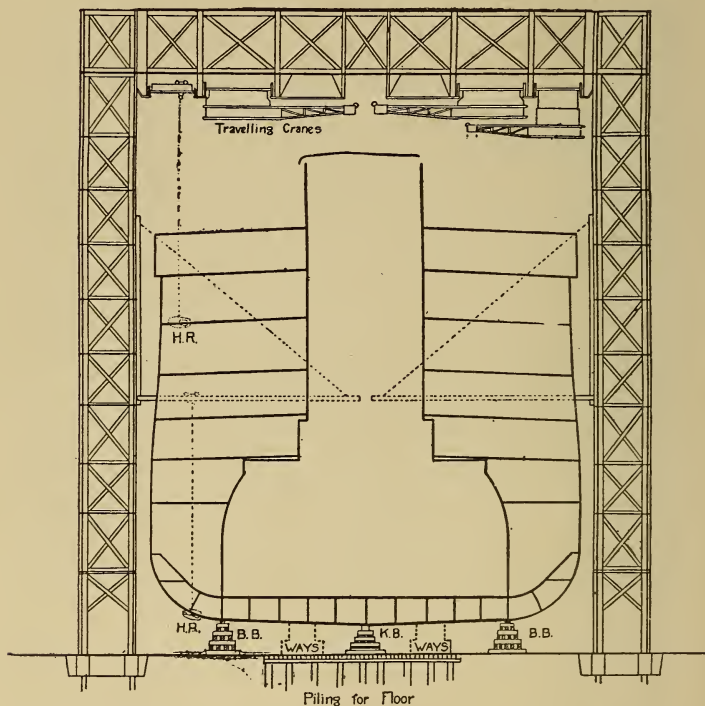 Travelling Cranes
H.R.
H.R.
B.B.
WAYS
K.B.
WAYS
B.B.
Piling for Floor